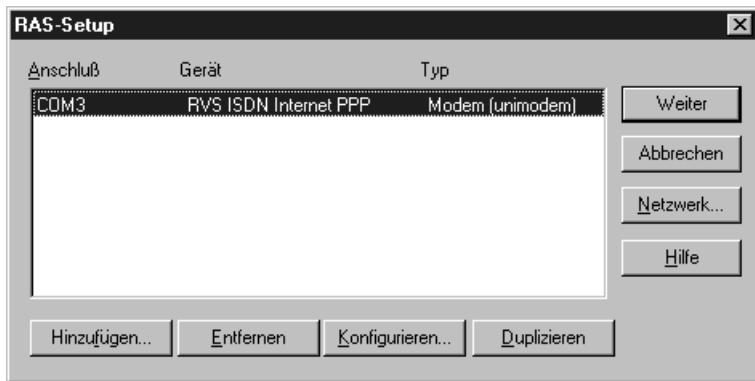 RAS-Setup
Anschluß Gerät Typ
COM3 RVS ISDN Internet PPP Modem (unimodem)
Weiter
Abbrechen
Netzwerk...
Hilfe
Hinzufügen... Entfernen Konfigurieren... Duplizieren